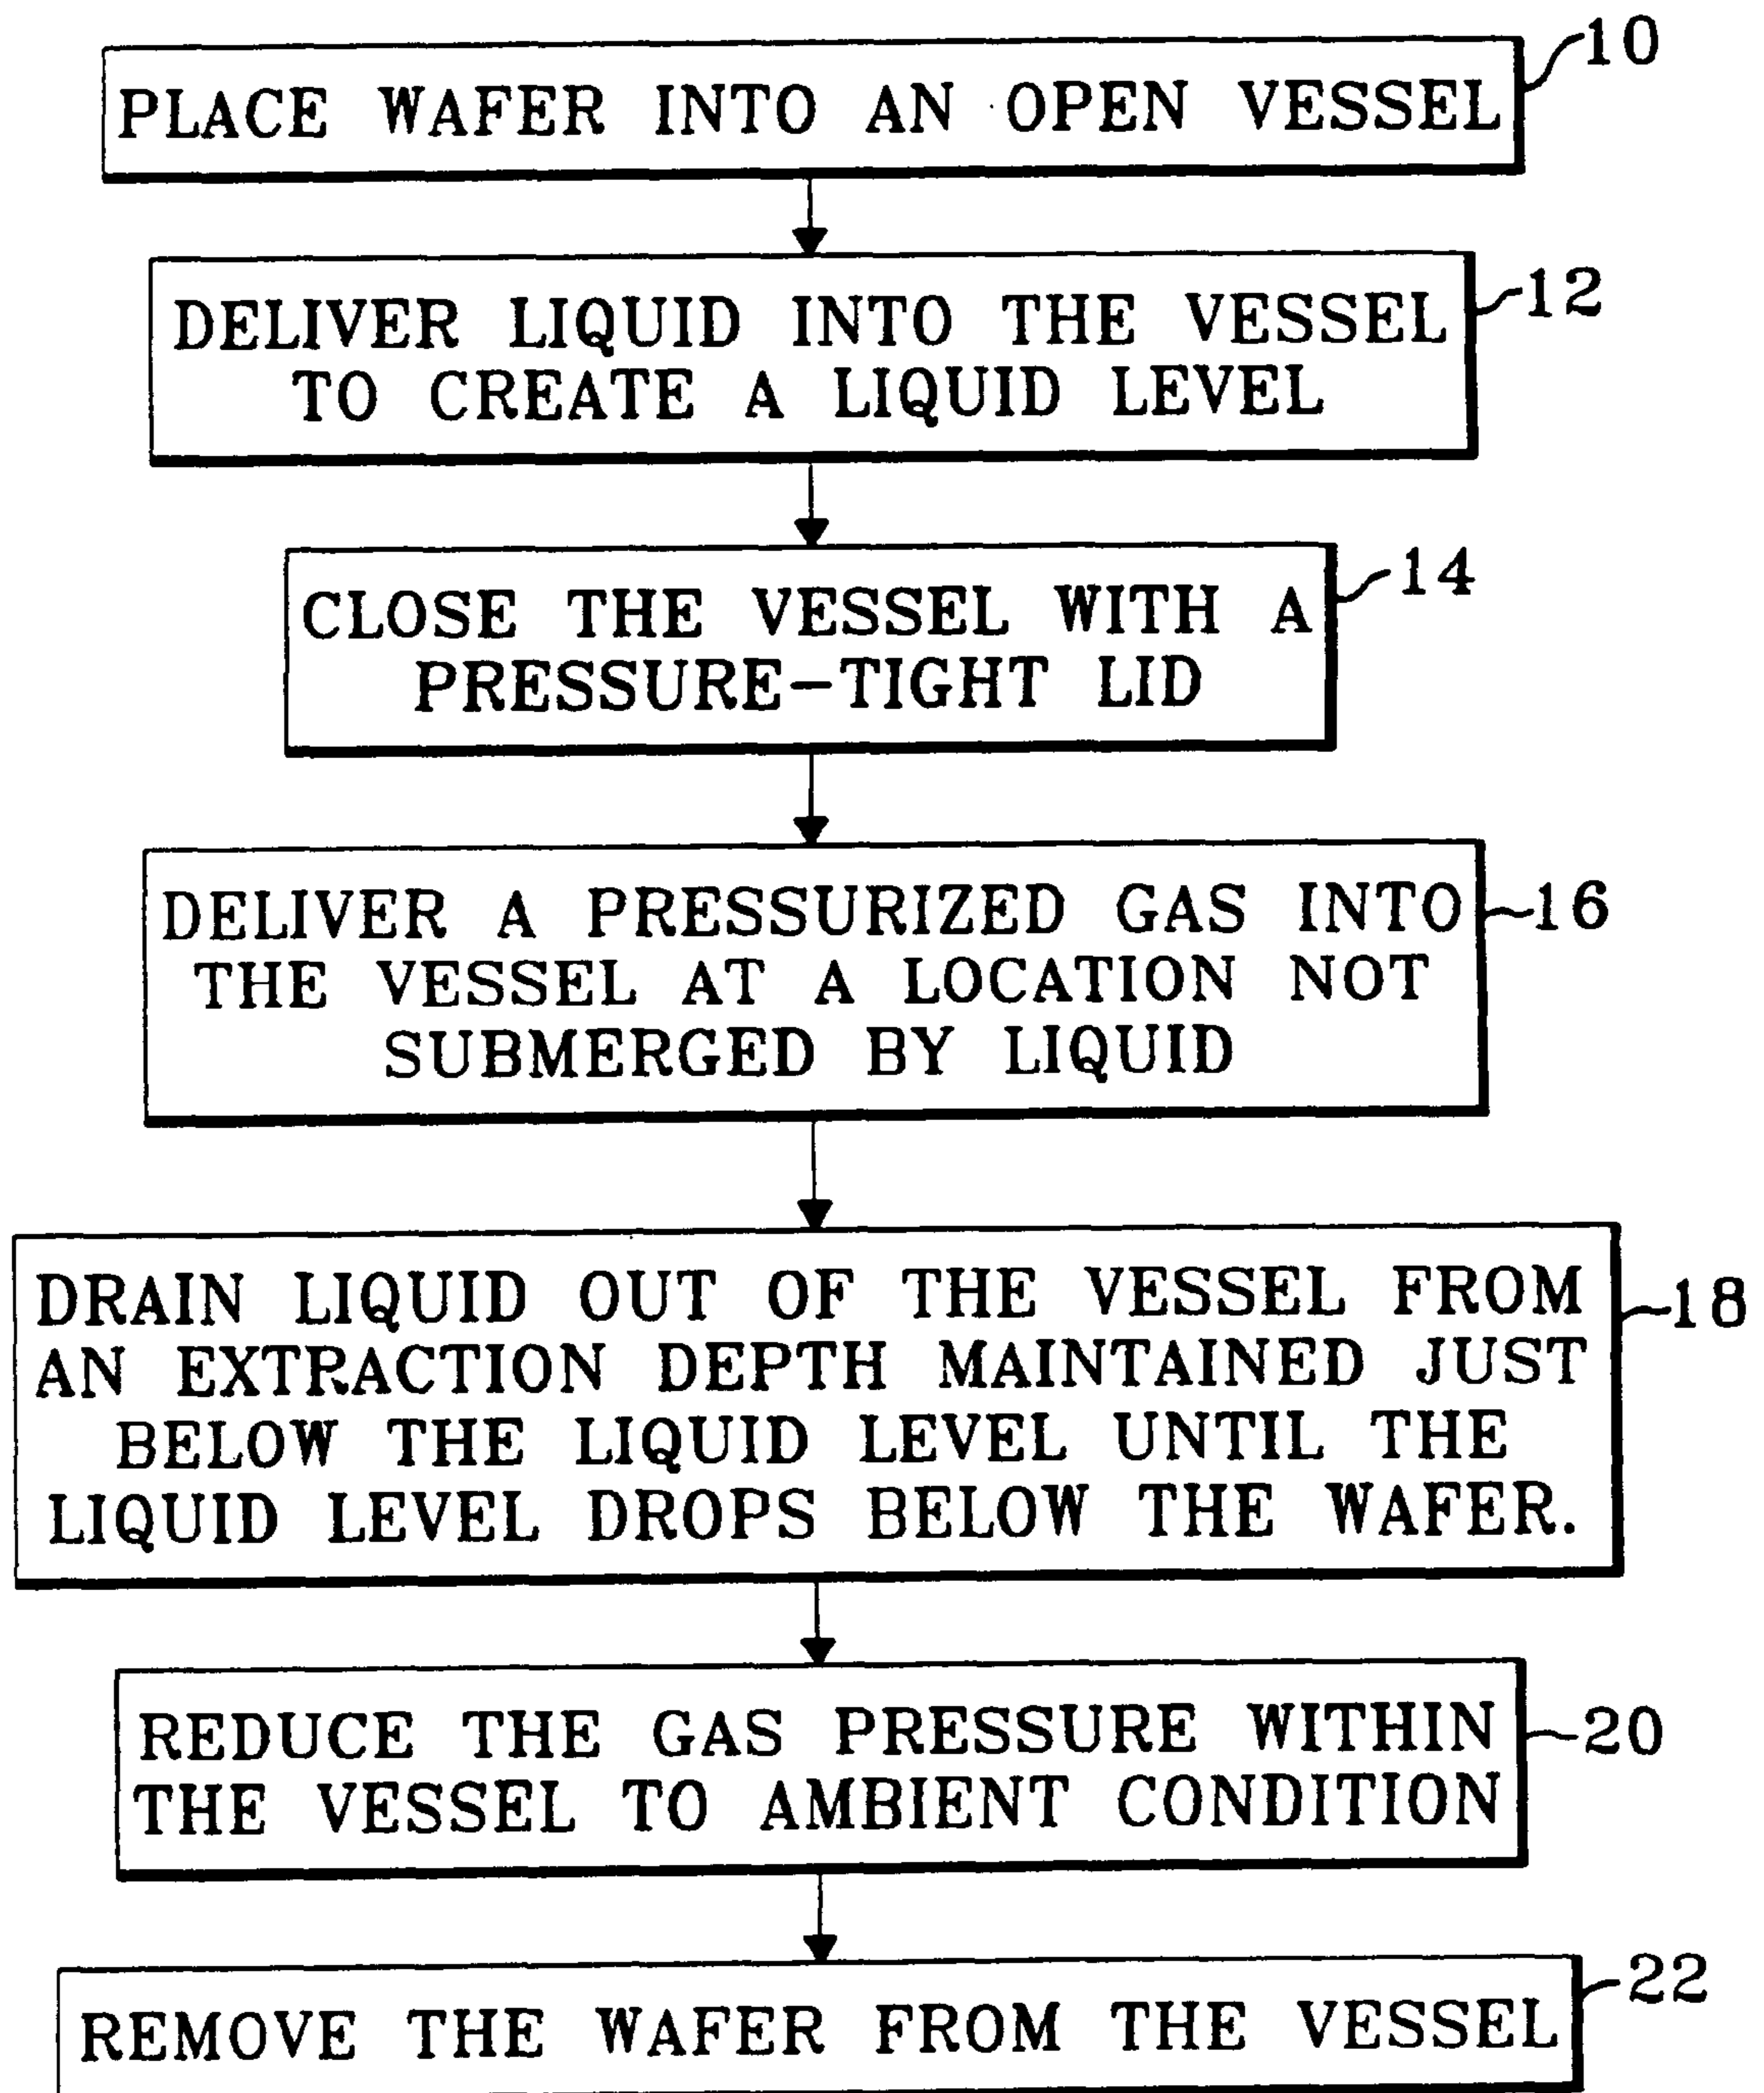 10
PLACE WAFER INTO AN OPEN VESSEL
12
DELIVER LIQUID INTO THE VESSEL
TO CREATE A LIQUID LEVEL
14
CLOSE THE VESSEL WITH A
PRESSURE-TIGHT LID
16
DELIVER A PRESSURIZED GAS INTO
THE VESSEL AT A LOCATION NOT
SUBMERGED BY LIQUID
18
DRAIN LIQUID OUT OF THE VESSEL FROM
AN EXTRACTION DEPTH MAINTAINED JUST
BELOW THE LIQUID LEVEL UNTIL THE
LIQUID LEVEL DROPS BELOW THE WAFER.
20
REDUCE THE GAS PRESSURE WITHIN
THE VESSEL TO AMBIENT CONDITION
22
REMOVE THE WAFER FROM THE VESSEL